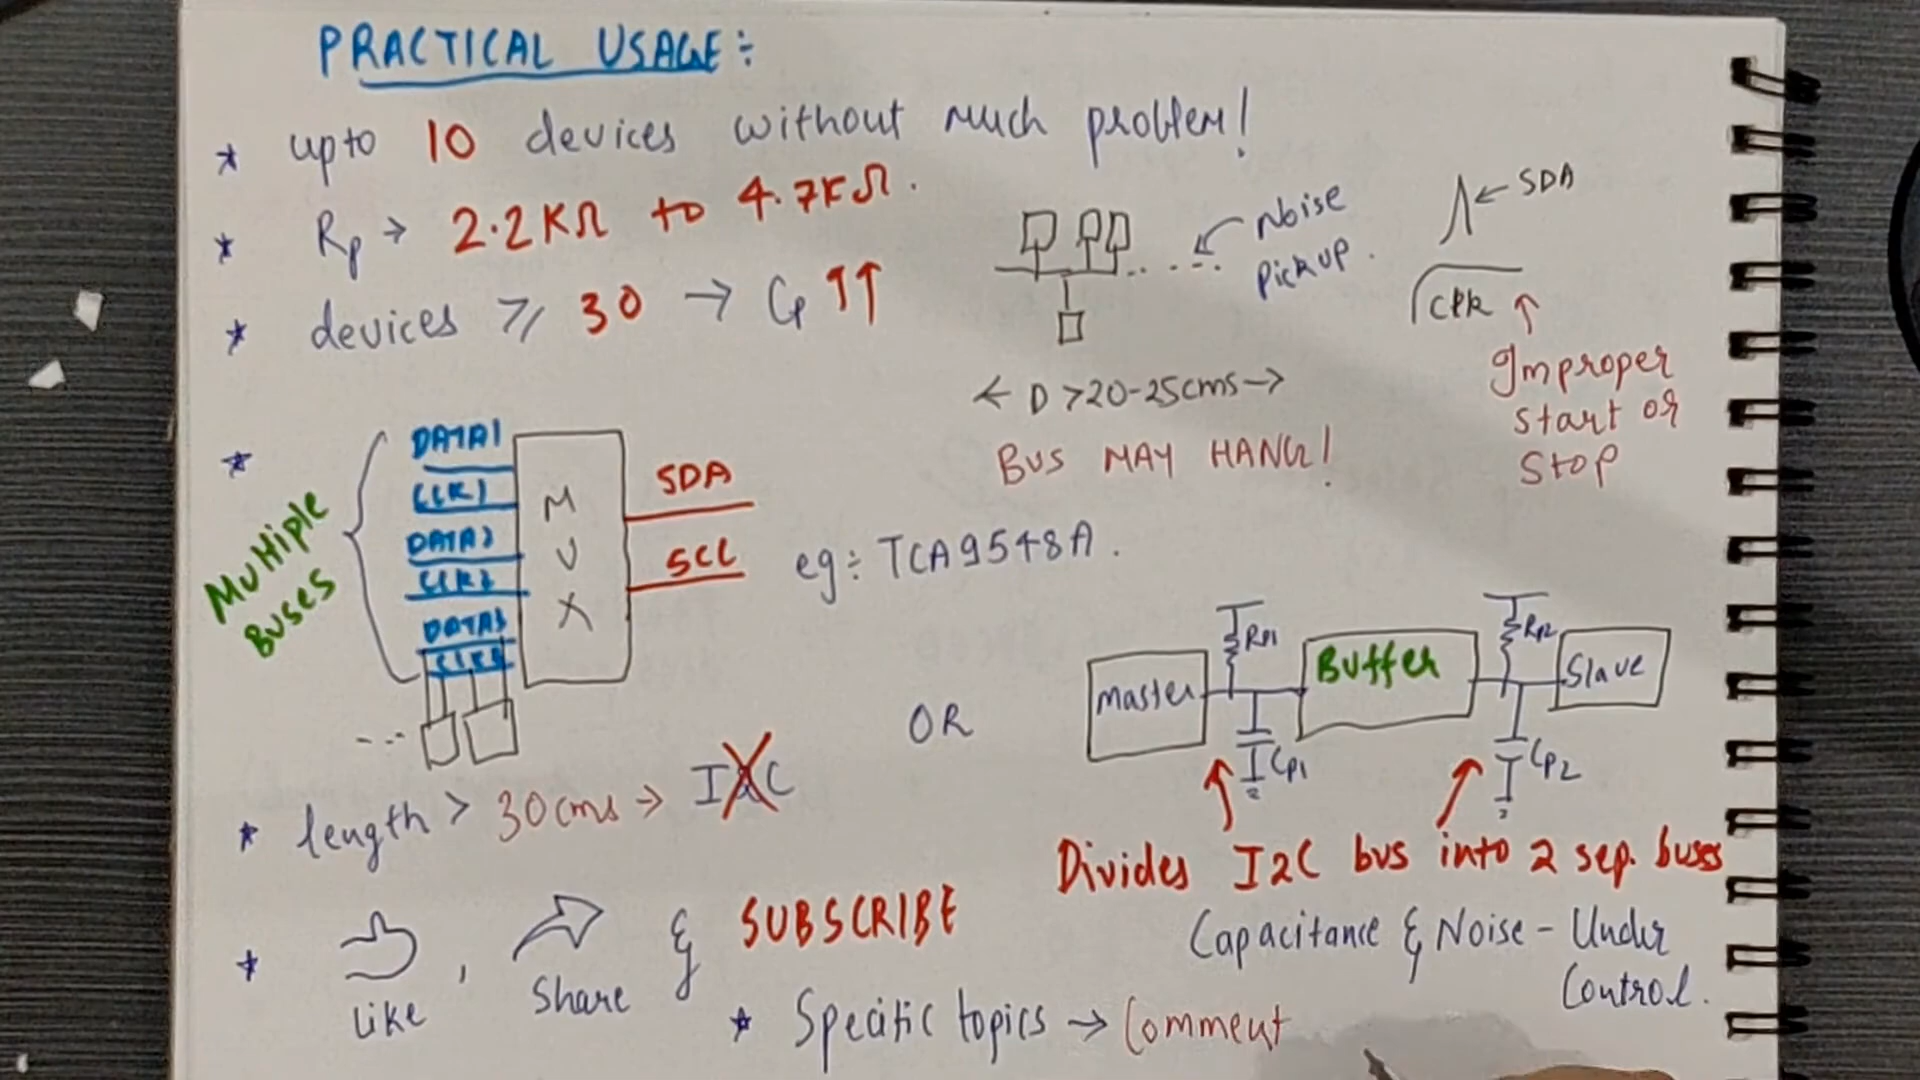 PRACTICAL USAGE:
* upto 10 devices without much problem!
* Rp → 2.2KΩ to 4.7KΩ.
* devices ≥ 30 → Cp ↑↑
Noise
Pickup.
← SDA
CLK
Improper
start or
stop
← D >20-25cms →
BUS MAY HANG!
*
Multiple
Buses
DATA1
CLK1
DATA2
CLK2
DATA3
CLK3
MUX
SDA
SCL
eg: TCA9548A.
OR
Master
Rp1
Cp1
Buffer
Rp2
Cp2
Slave
Divides I2C bus into 2 sep. buses
Capacitance & Noise - Under
Control.
* length > 30cms → I2C
* Like, Share & SUBSCRIBE
* Specific topics → Comment